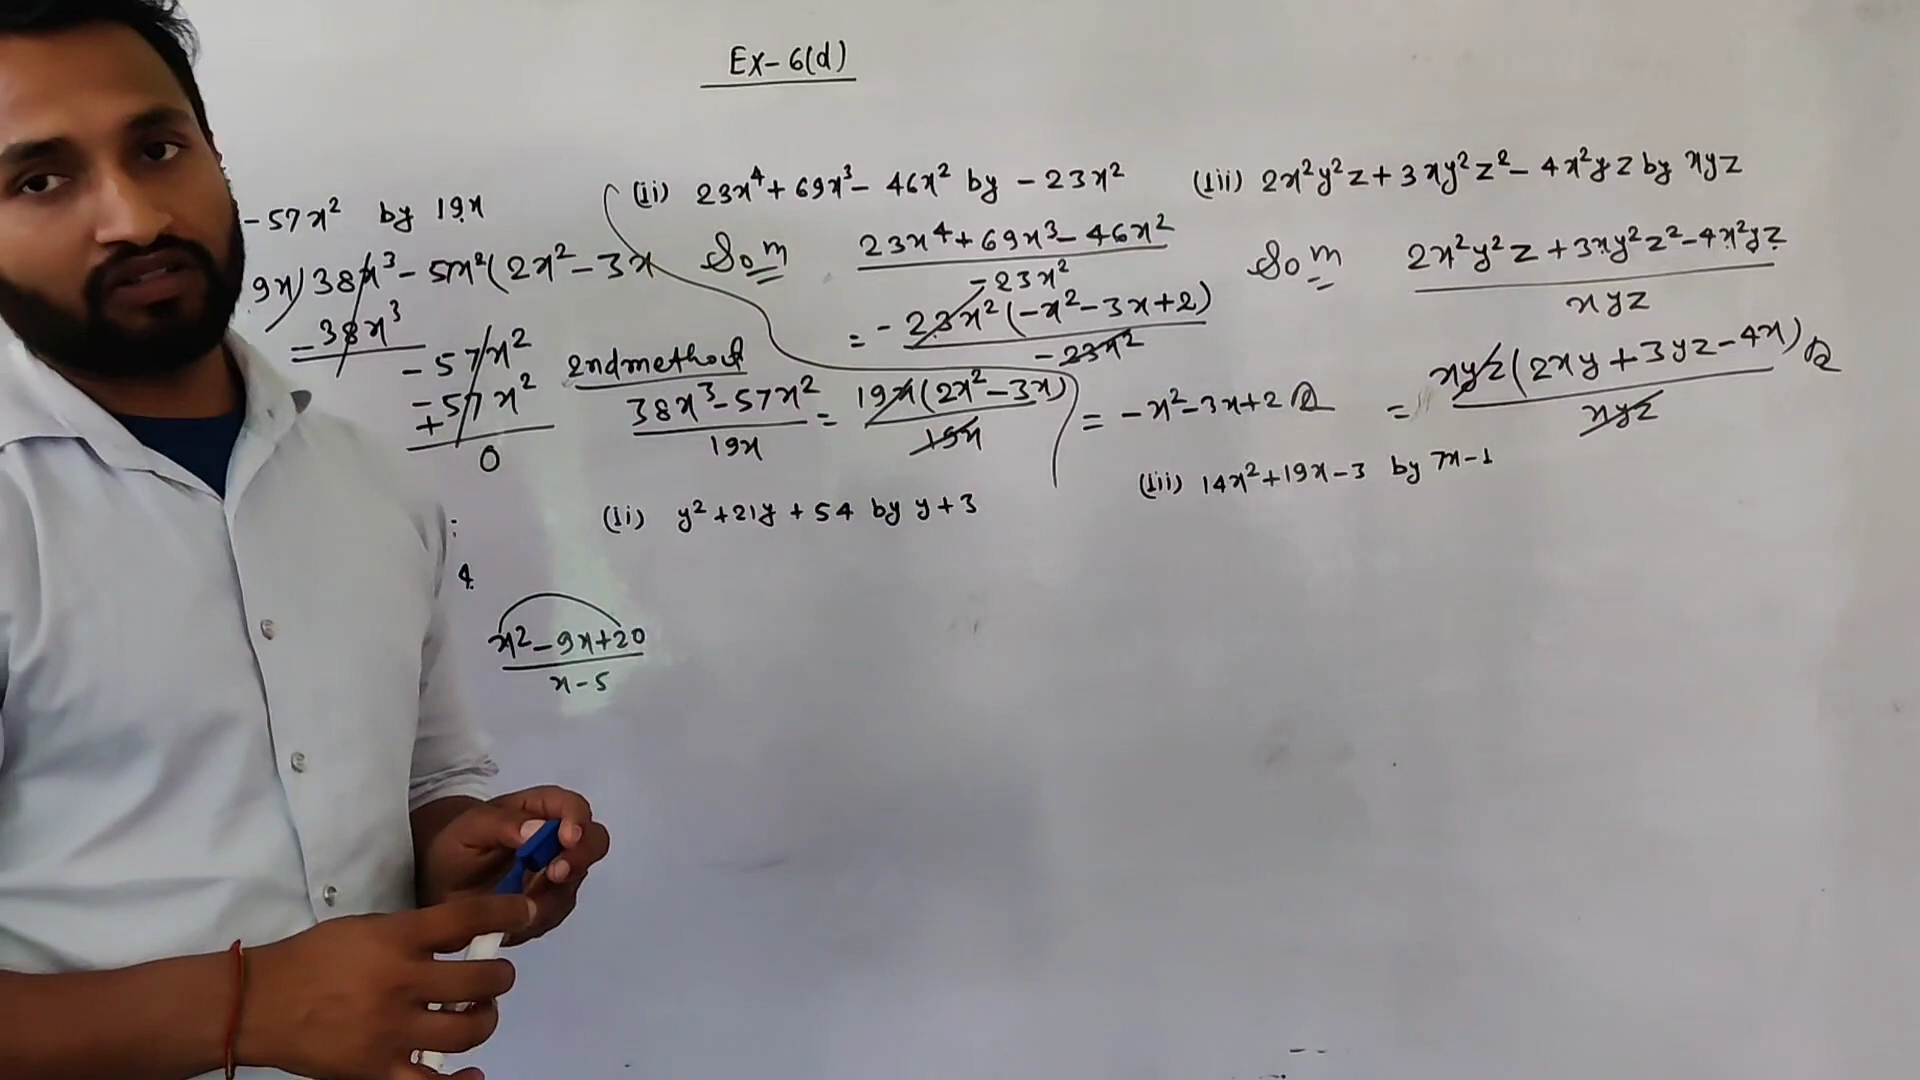 Ex-6(d)
-57x² by 19x
(ii) 23x⁴+69x³-46x² by -23x²
(iii) 2x²y²z+3xy²z²-4x²yz by xyz
9x)38x³-57x²(2x²-3x
-38x³
-57x²
-57x²
+
0
2nd method
38x³-57x²/19x = 19x(2x²-3x)/19x
Soln
23x⁴+69x³-46x²/-23x²
= -23x²(-x²-3x+2)/-23x²
= -x²-3x+2
Soln
2x²y²z+3xy²z²-4x²yz/xyz
= xyz(2xy+3yz-4x)/xyz
:
(ii) y²+21y+54 by y+3
(iii) 14x²+19x-3 by 7x-1
x²-9x+20/x-5